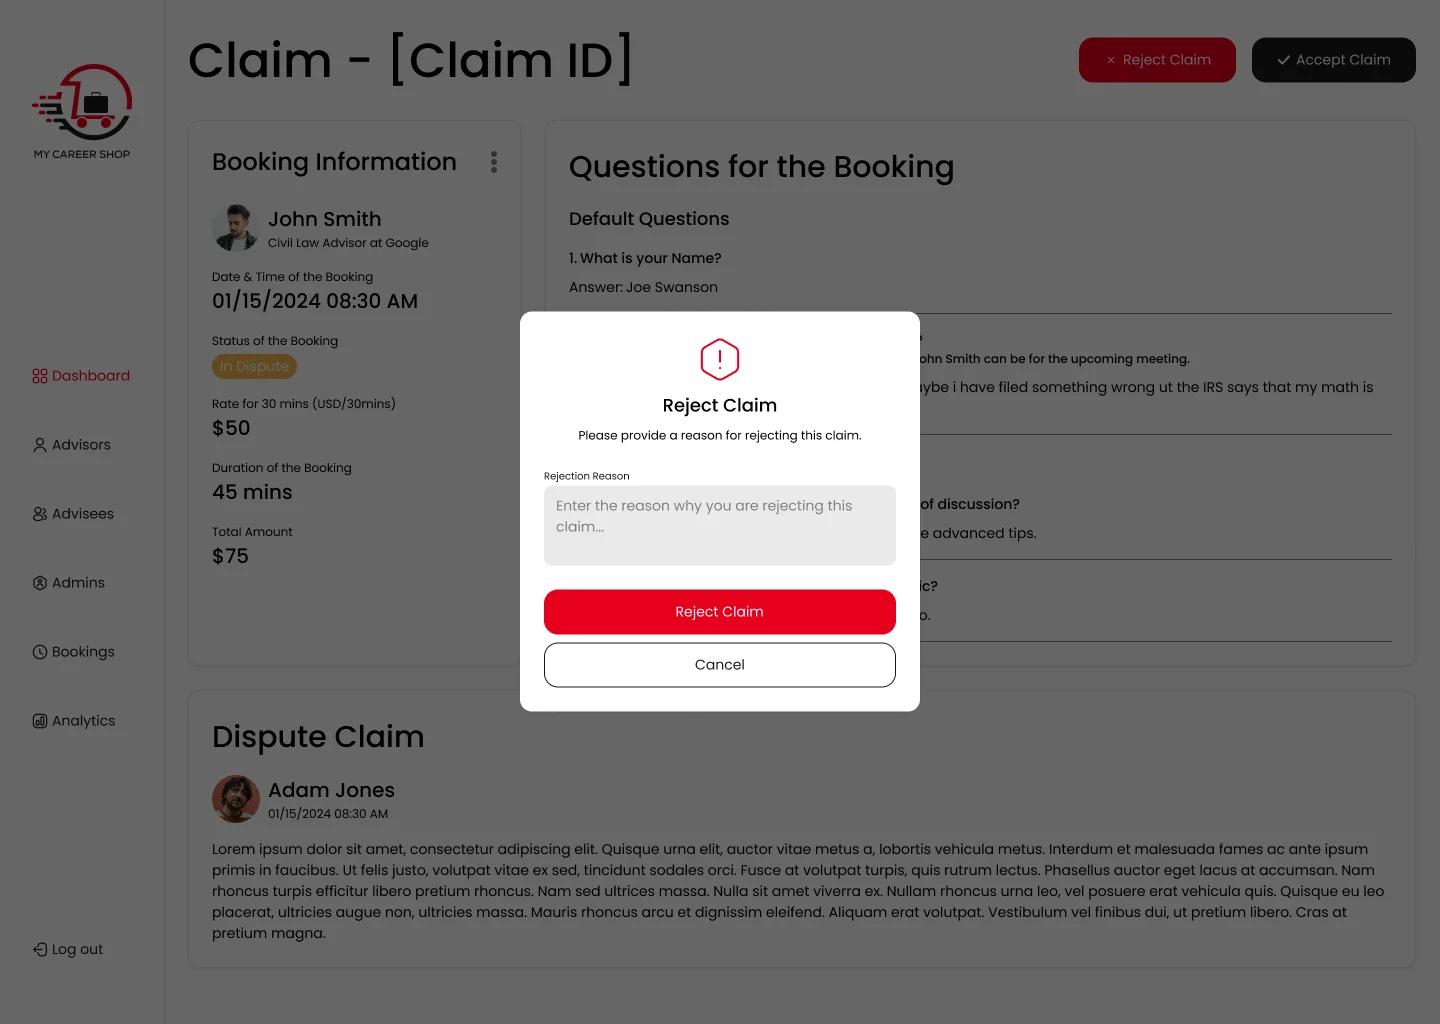 MY CAREER SHOP
Dashboard
Advisors
Advisees
Admins
Bookings
Analytics
Log out
Claim - [Claim ID]
Reject Claim
Accept Claim
Booking Information
John Smith
Civil Law Advisor at Google
Date & Time of the Booking
01/15/2024 08:30 AM
Status of the Booking
In Dispute
Rate for 30 mins (USD/30mins)
$50
Duration of the Booking
45 mins
Total Amount
$75
Questions for the Booking
Default Questions
1. What is your Name?
Answer: Joe Swanson
?
ohn Smith can be for the upcoming meeting.
aybe i have filed something wrong ut the IRS says that my math is
of discussion?
e advanced tips.
ic?
o.
Reject Claim
Please provide a reason for rejecting this claim.
Rejection Reason
Enter the reason why you are rejecting this
claim...
Reject Claim
Cancel
Dispute Claim
Adam Jones
01/15/2024 08:30 AM
Lorem ipsum dolor sit amet, consectetur adipiscing elit. Quisque urna elit, auctor vitae metus a, lobortis vehicula metus. Interdum et malesuada fames ac ante ipsum
primis in faucibus. Ut felis justo, volutpat vitae ex sed, tincidunt sodales orci. Fusce at volutpat turpis, quis rutrum lectus. Phasellus auctor eget lacus at accumsan. Nam
rhoncus turpis efficitur libero pretium rhoncus. Nam sed ultrices massa. Nulla sit amet viverra ex. Nullam rhoncus urna leo, vel posuere erat vehicula quis. Quisque eu leo
placerat, ultricies augue non, ultricies massa. Mauris rhoncus arcu et dignissim eleifend. Aliquam erat volutpat. Vestibulum vel finibus dui, ut pretium libero. Cras at
pretium magna.